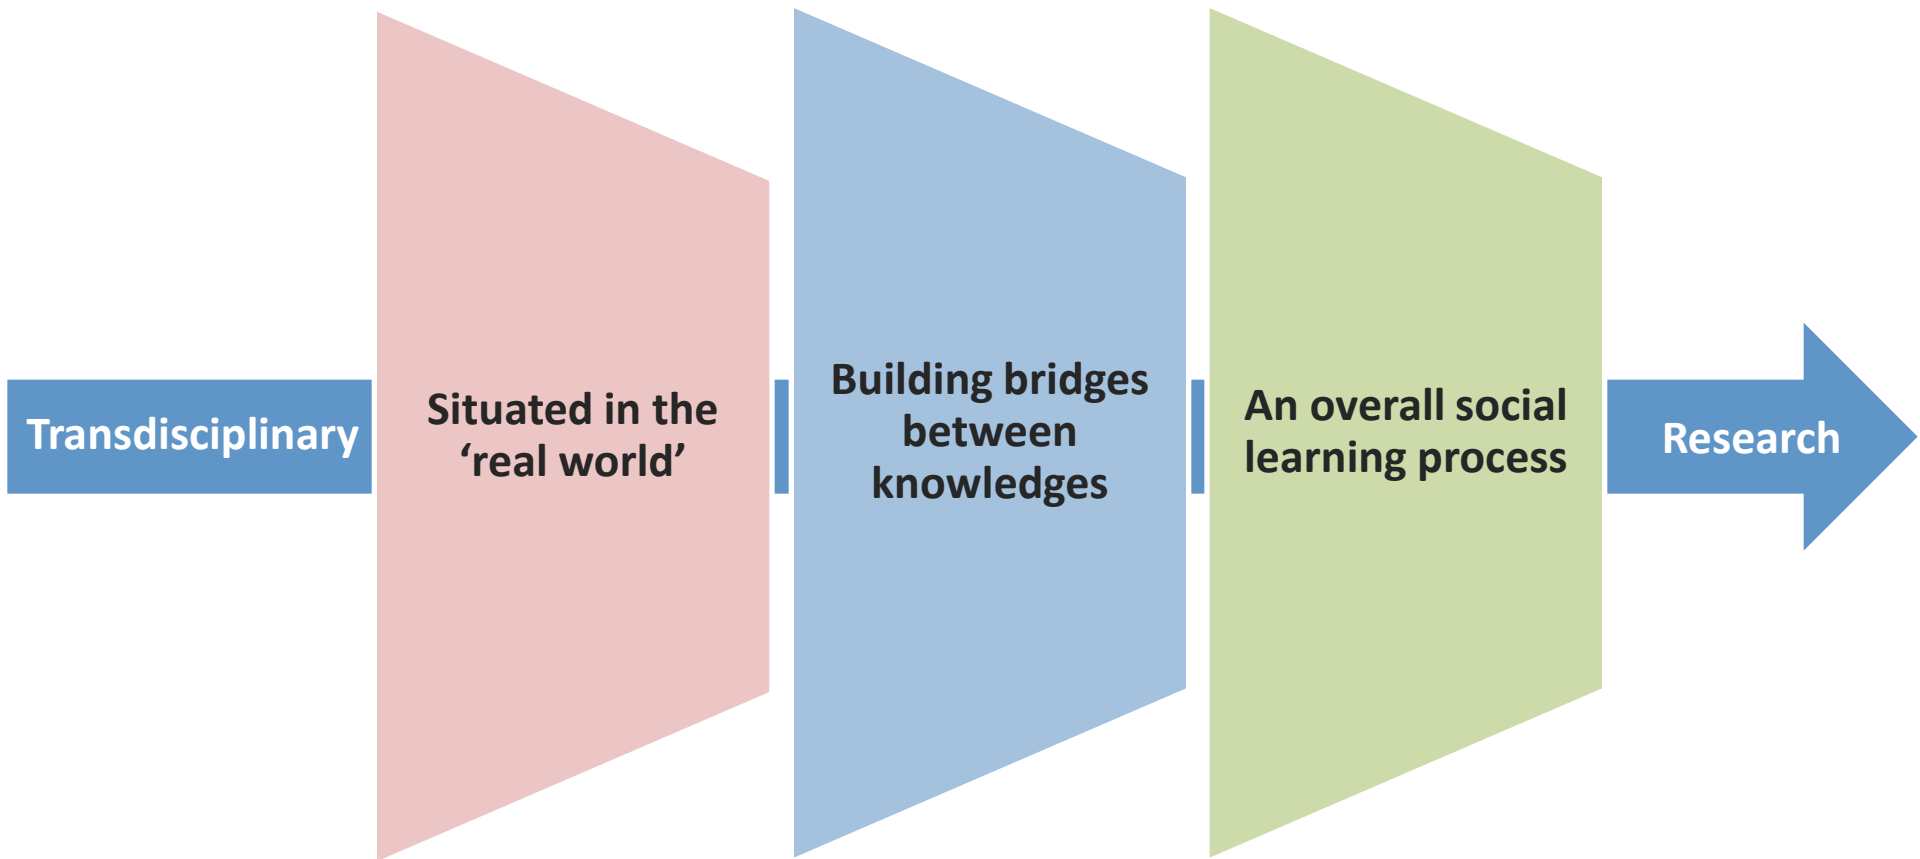 Transdisciplinary
Situated in the
‘real world’
Building bridges
between
knowledges
An overall social
learning process
Research